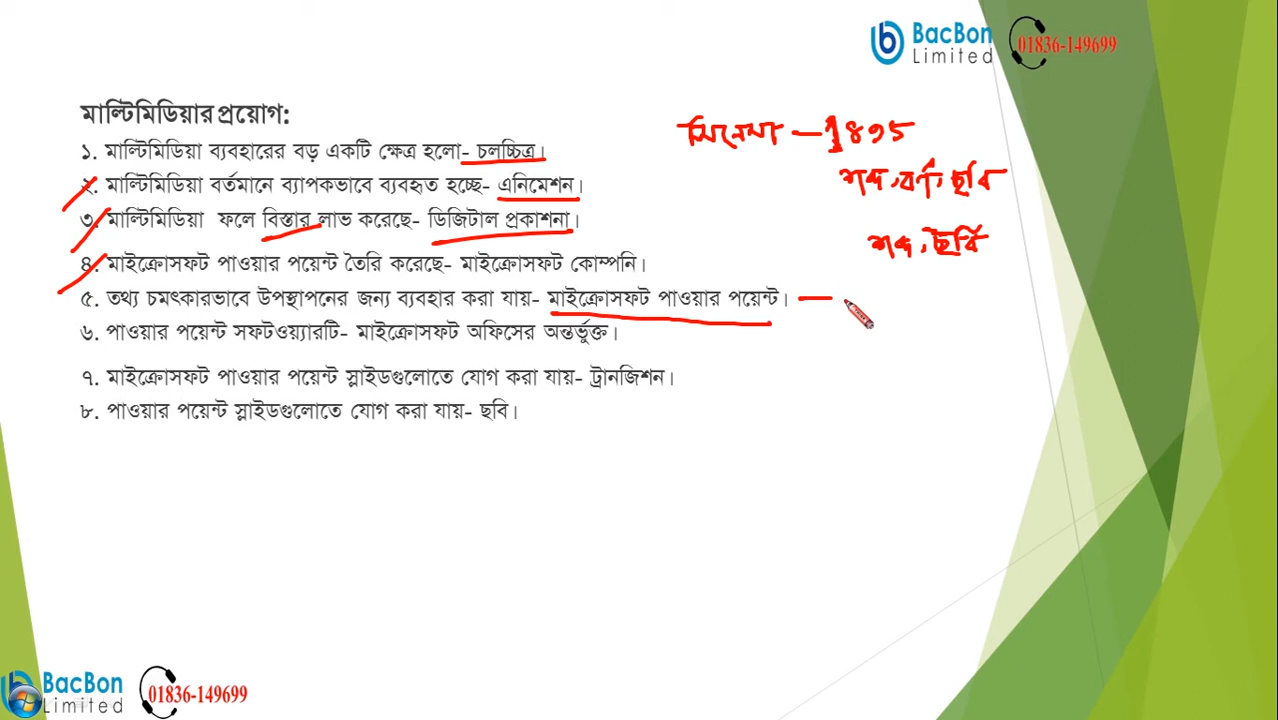 BacBon
Limited
01836-149699
মাল্টিমিডিয়ার প্রয়োগ:
সিনেমা — 1895
১. মাল্টিমিডিয়া ব্যবহারের বড় একটি ক্ষেত্র হলো- চলচ্চিত্র।
শব্দ, বর্ণ, ছবি
২. মাল্টিমিডিয়া বর্তমানে ব্যাপকভাবে ব্যবহৃত হচ্ছে- এনিমেশন।
৩. মাল্টিমিডিয়া ফলে বিস্তার লাভ করেছে- ডিজিটাল প্রকাশনা।
শব্দ, ছবি
৪. মাইক্রোসফট পাওয়ার পয়েন্ট তৈরি করেছে- মাইক্রোসফট কোম্পনি।
৫. তথ্য চমৎকারভাবে উপস্থাপনের জন্য ব্যবহার করা যায়- মাইক্রোসফট পাওয়ার পয়েন্ট। —
৬. পাওয়ার পয়েন্ট সফটওয়্যারটি- মাইক্রোসফট অফিসের অন্তর্ভুক্ত।
৭. মাইক্রোসফট পাওয়ার পয়েন্ট স্লাইডগুলোতে যোগ করা যায়- ট্রানজিশন।
৮. পাওয়ার পয়েন্ট স্লাইডগুলোতে যোগ করা যায়- ছবি।
BacBon
Limited
01836-149699